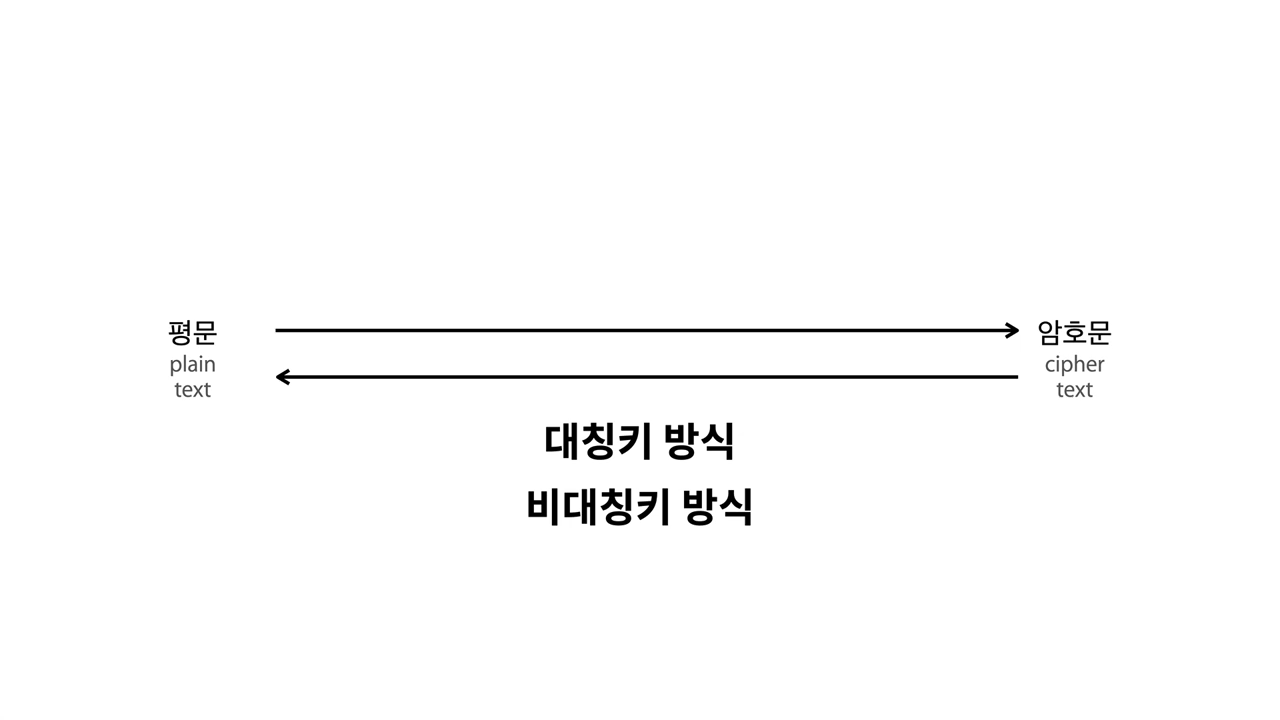 평문
plain
text
암호문
cipher
text
대칭키 방식
비대칭키 방식